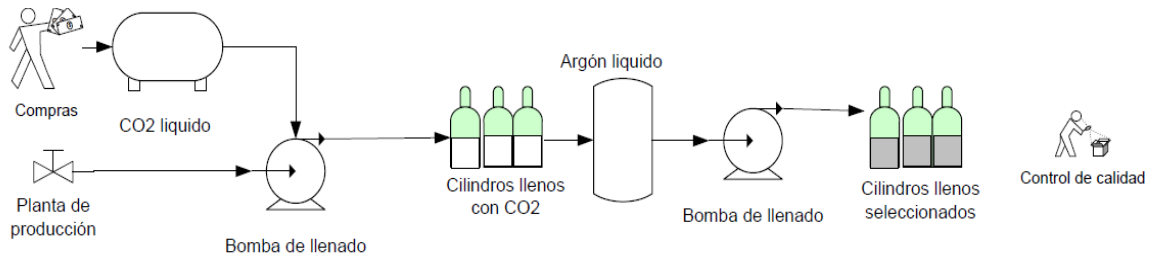 Compras
CO2 liquido
Planta de
producción
Bomba de llenado
Cilindros llenos
con CO2
Argón liquido
Bomba de llenado
Cilindros llenos
seleccionados
Control de calidad